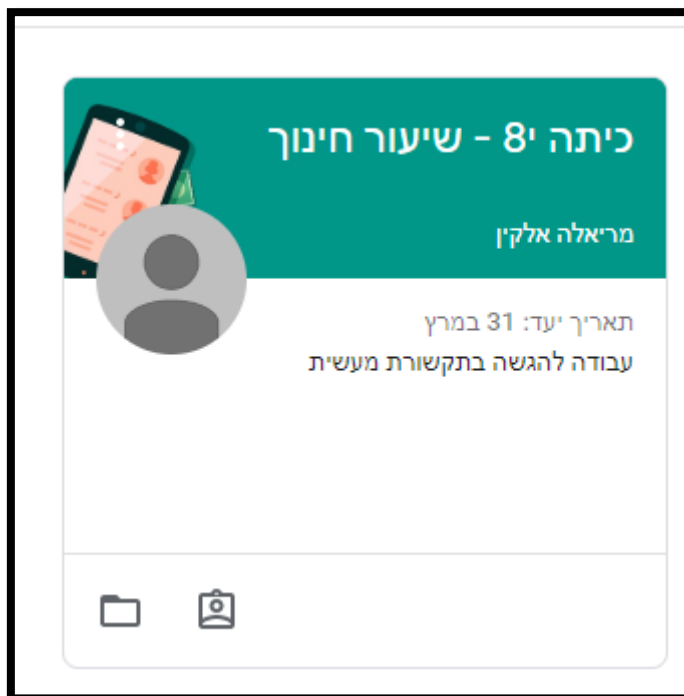 כיתה י8 - שיעור חינוך
מריאלה אלקין
תאריך יעד: 31 במרץ
עבודה להגשה בתקשורת מעשית